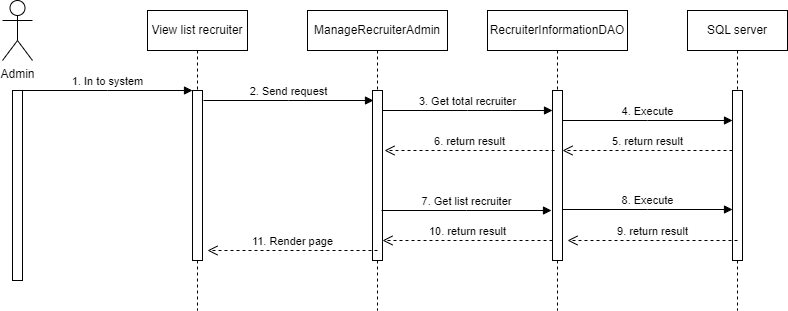 View list recruiter
ManageRecruiterAdmin
RecruiterInformationDAO
SQL server
Admin
1. In to system
2. Send request
3. Get total recruiter
4. Execute
5. return result
6. return result
7. Get list recruiter
8. Execute
9. return result
10. return result
11. Render page